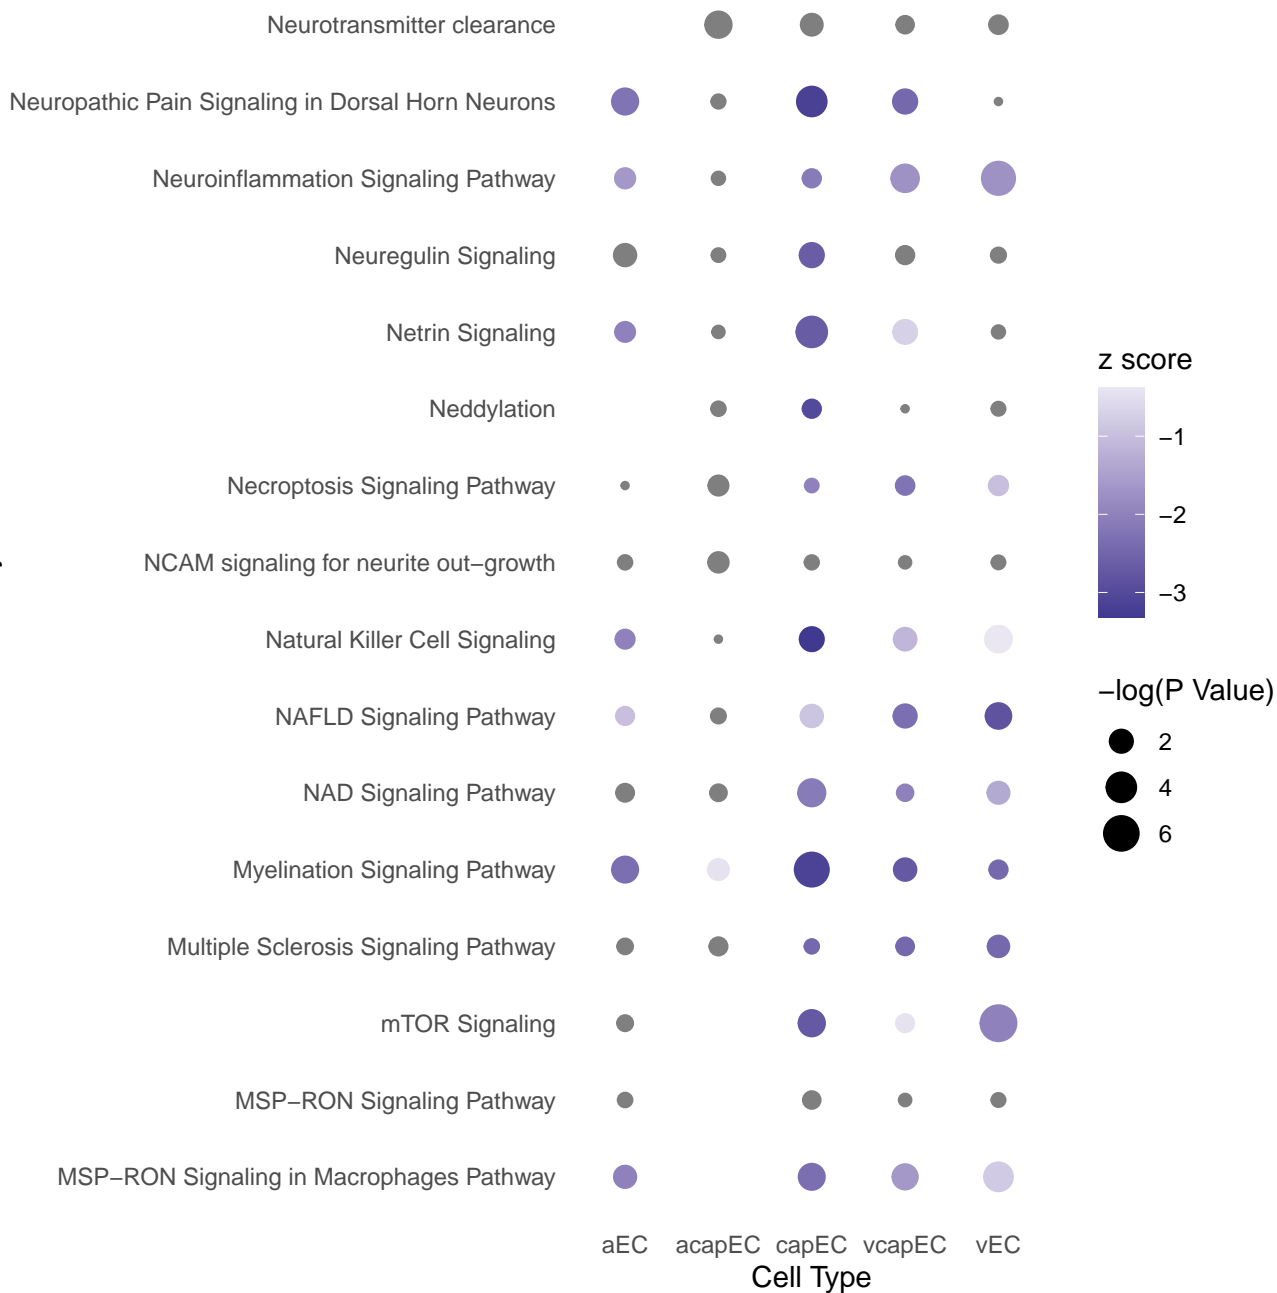 Neurotransmitter clearance
Neuropathic Pain Signaling in Dorsal Horn Neurons
Neuroinflammation Signaling Pathway
Neuregulin Signaling
Netrin Signaling
Neddylation
Necroptosis Signaling Pathway
NCAM signaling for neurite out−growth
Natural Killer Cell Signaling
NAFLD Signaling Pathway
NAD Signaling Pathway
Myelination Signaling Pathway
Multiple Sclerosis Signaling Pathway
mTOR Signaling
MSP−RON Signaling Pathway
MSP−RON Signaling in Macrophages Pathway
aEC acapEC capEC vcapEC vEC
Cell Type
z score
−1
−2
−3
−log(P Value)
2
4
6